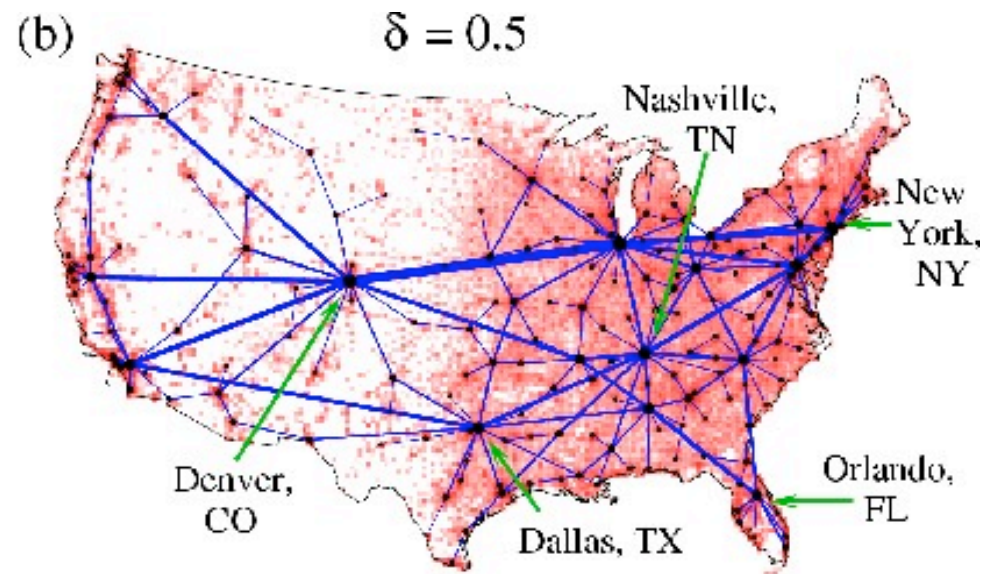 (b)
δ = 0.5
Nashville,
TN
New
York,
NY
Denver,
CO
Dallas, TX
Orlando,
FL